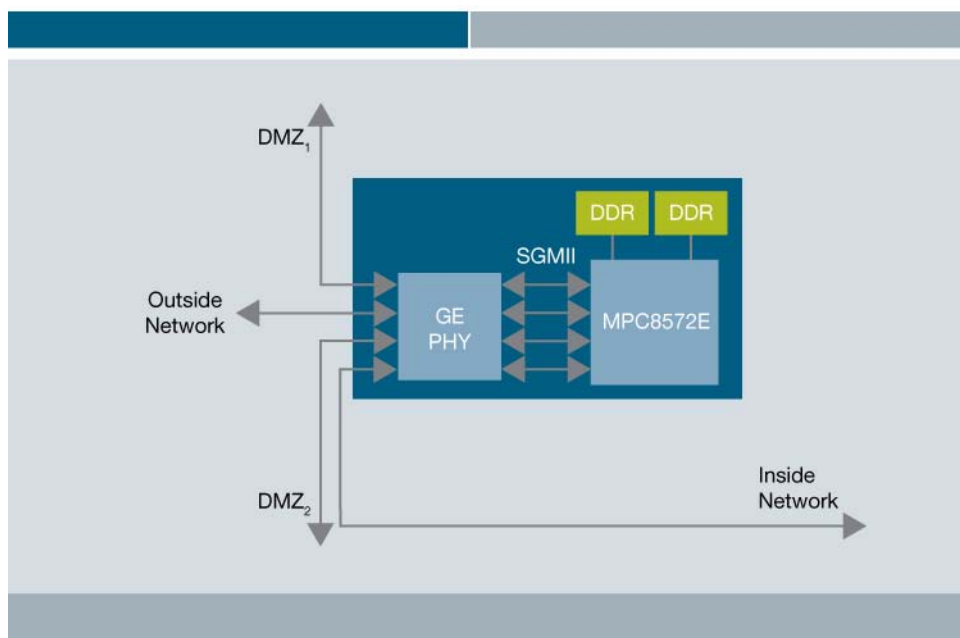 DMZ₁
DDR DDR
SGMII
Outside
Network
GE
PHY
MPC8572E
DMZ₂
Inside
Network